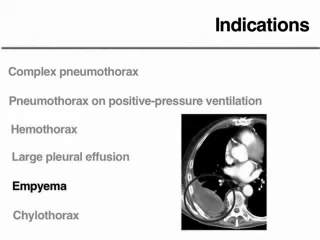 Indications
Complex pneumothorax
Pneumothorax on positive-pressure ventilation
Hemothorax
Large pleural effusion
Empyema
Chylothorax